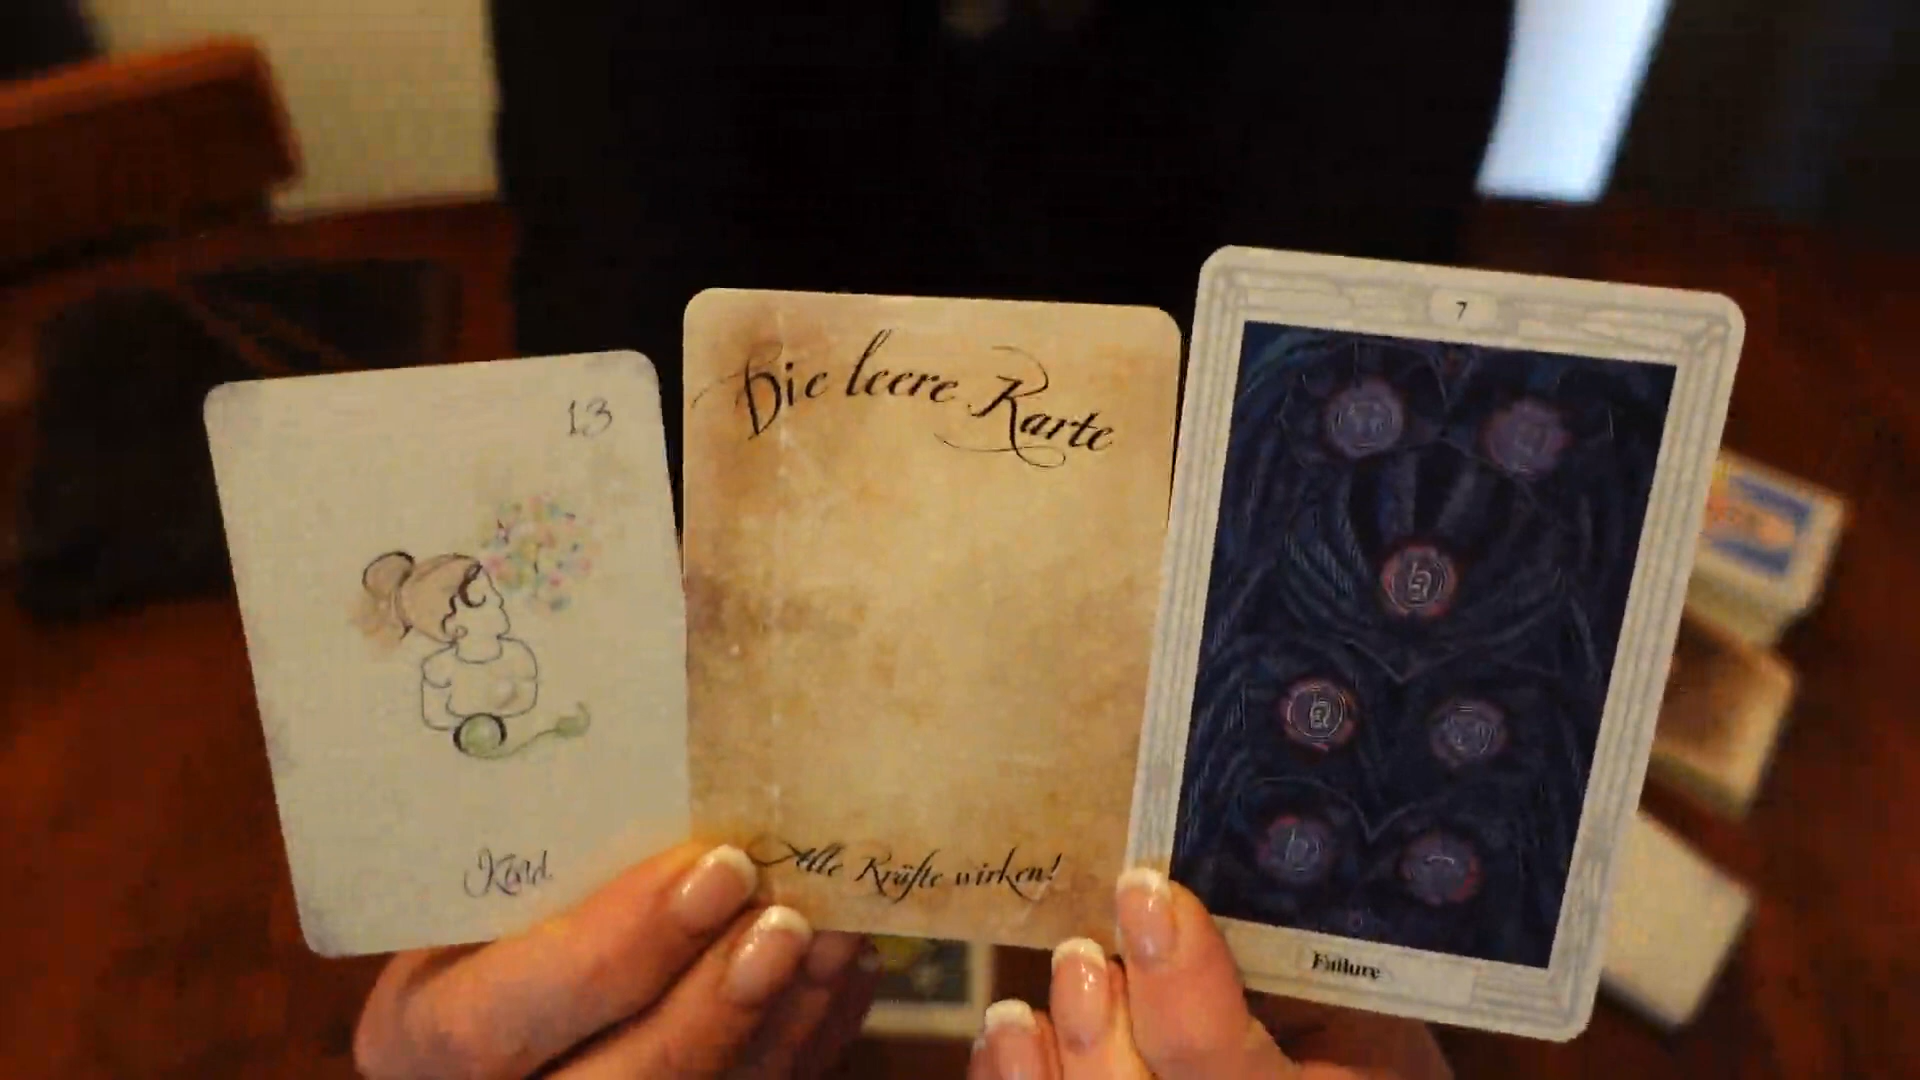 13
Kind
Die leere Karte
Alle Kräfte wirken!
7
Failure